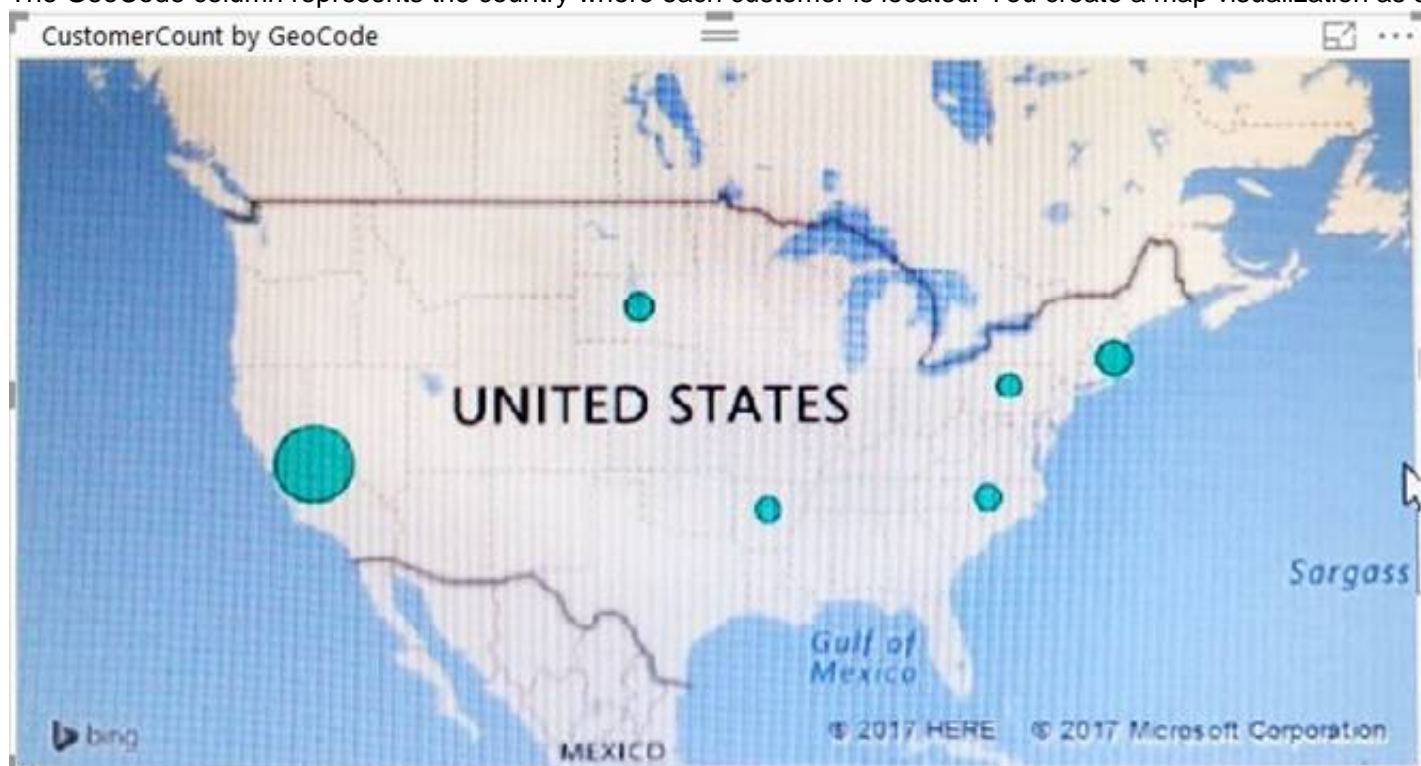 The GeoCode column represents the country where each customer is located. You create a map visualization as
CustomerCount by GeoCode
UNITED STATES
Sargass
Gulf of
Mexico
bing
© 2017 HERE © 2017 Microsoft Corporation
MEXICO